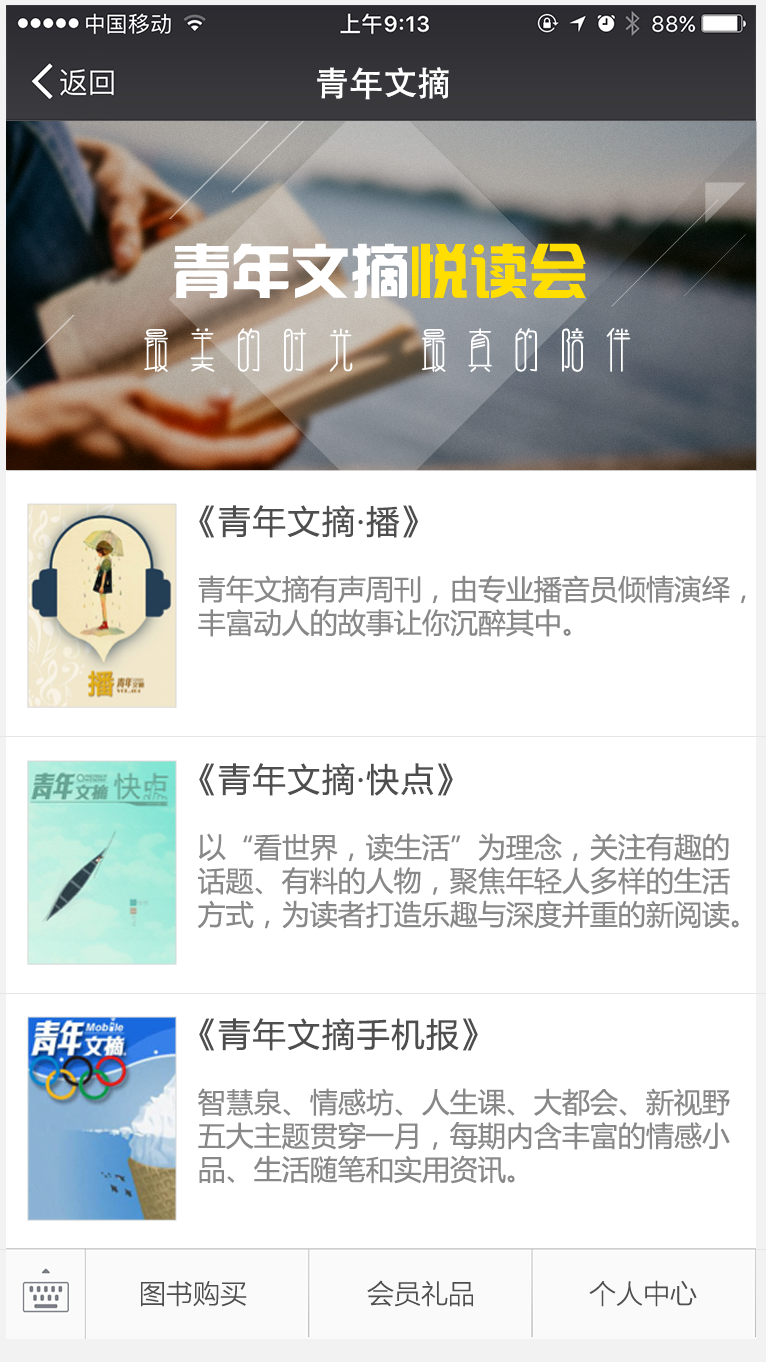 中国移动 上午9:13 88%
返回 青年文摘
青年文摘悦读会
最美的时光 最真的陪伴
《青年文摘·播》
青年文摘有声周刊，由专业播音员倾情演绎，
丰富动人的故事让你沉醉其中。
播 青年文摘
《青年文摘·快点》
青年文摘 快点
以“看世界，读生活”为理念，关注有趣的
话题、有料的人物，聚焦年轻人多样的生活
方式，为读者打造乐趣与深度并重的新阅读。
《青年文摘手机报》
青年文摘 Mobile
智慧泉、情感坊、人生课、大都会、新视野
五大主题贯穿一月，每期内含丰富的情感小
品、生活随笔和实用资讯。
图书购买 会员礼品 个人中心